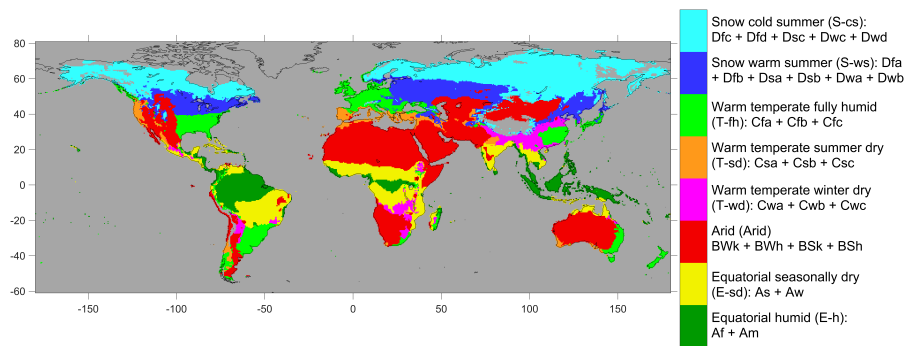 80
60
40
20
0
-20
-40
-60
-150
-100
-50
0
50
100
150
Snow cold summer (S-cs):
Dfc + Dfd + Dsc + Dwc + Dwd
Snow warm summer (S-ws): Dfa
+ Dfb + Dsa + Dsb + Dwa + Dwb
Warm temperate fully humid
(T-fh): Cfa + Cfb + Cfc
Warm temperate summer dry
(T-sd): Csa + Csb + Csc
Warm temperate winter dry
(T-wd): Cwa + Cwb + Cwc
Arid (Arid)
BWk + BWh + BSk + BSh
Equatorial seasonally dry
(E-sd): As + Aw
Equatorial humid (E-h):
Af + Am